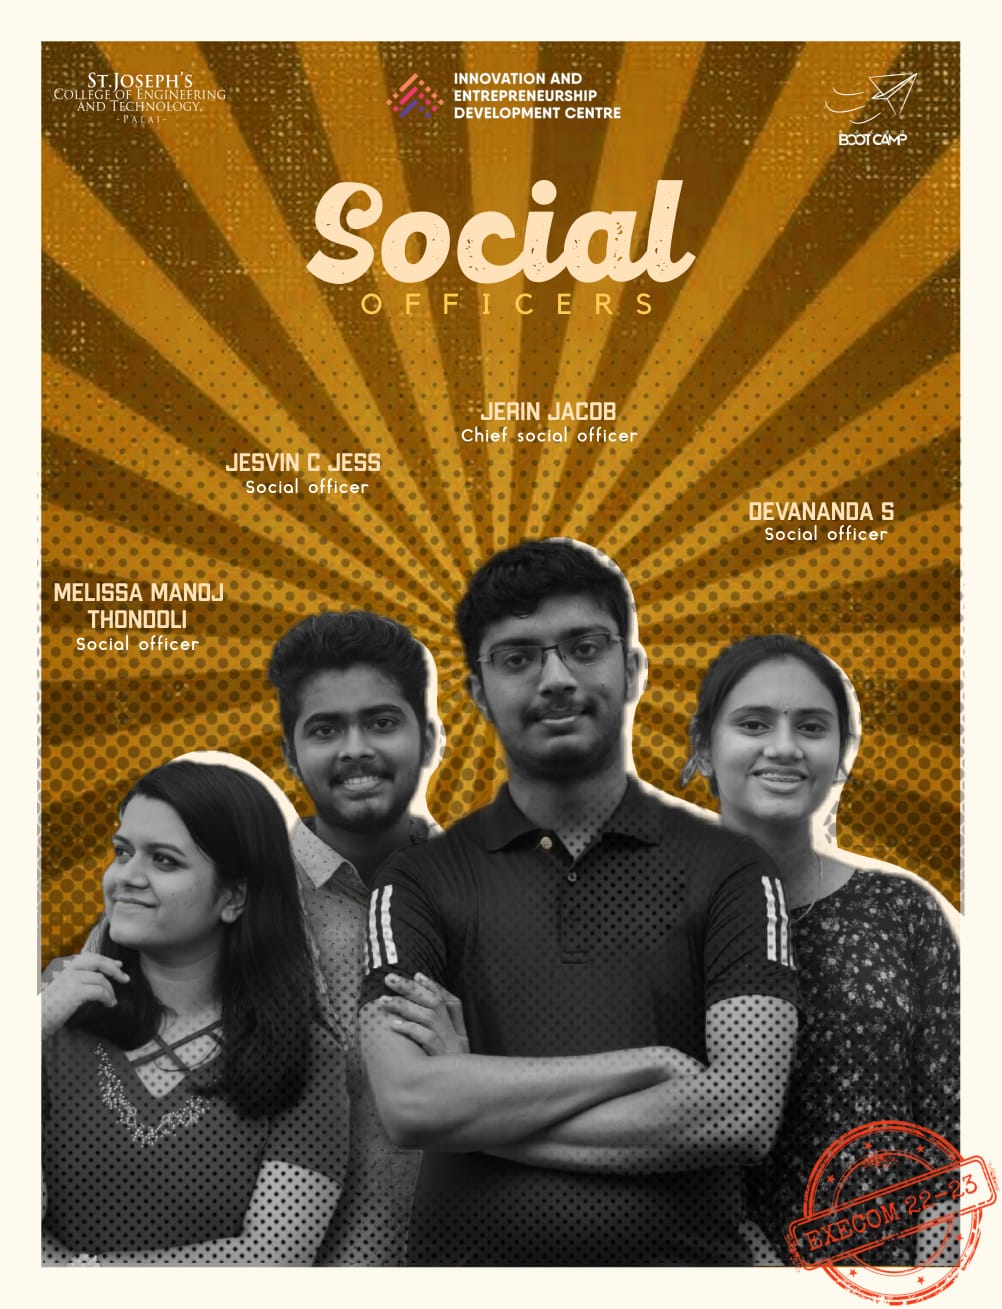 ST.JOSEPH'S
COLLEGE OF ENGINEERING
AND TECHNOLOGY,
-PALAI-
INNOVATION AND
ENTREPRENEURSHIP
DEVELOPMENT CENTRE
BOOTCAMP
Social
OFFICERS
JERIN JACOB
Chief social officer
JESVIN C JESS
Social officer
DEVANANDA S
Social officer
MELISSA MANOJ
THONDOLI
Social officer
EXECOM 22-23